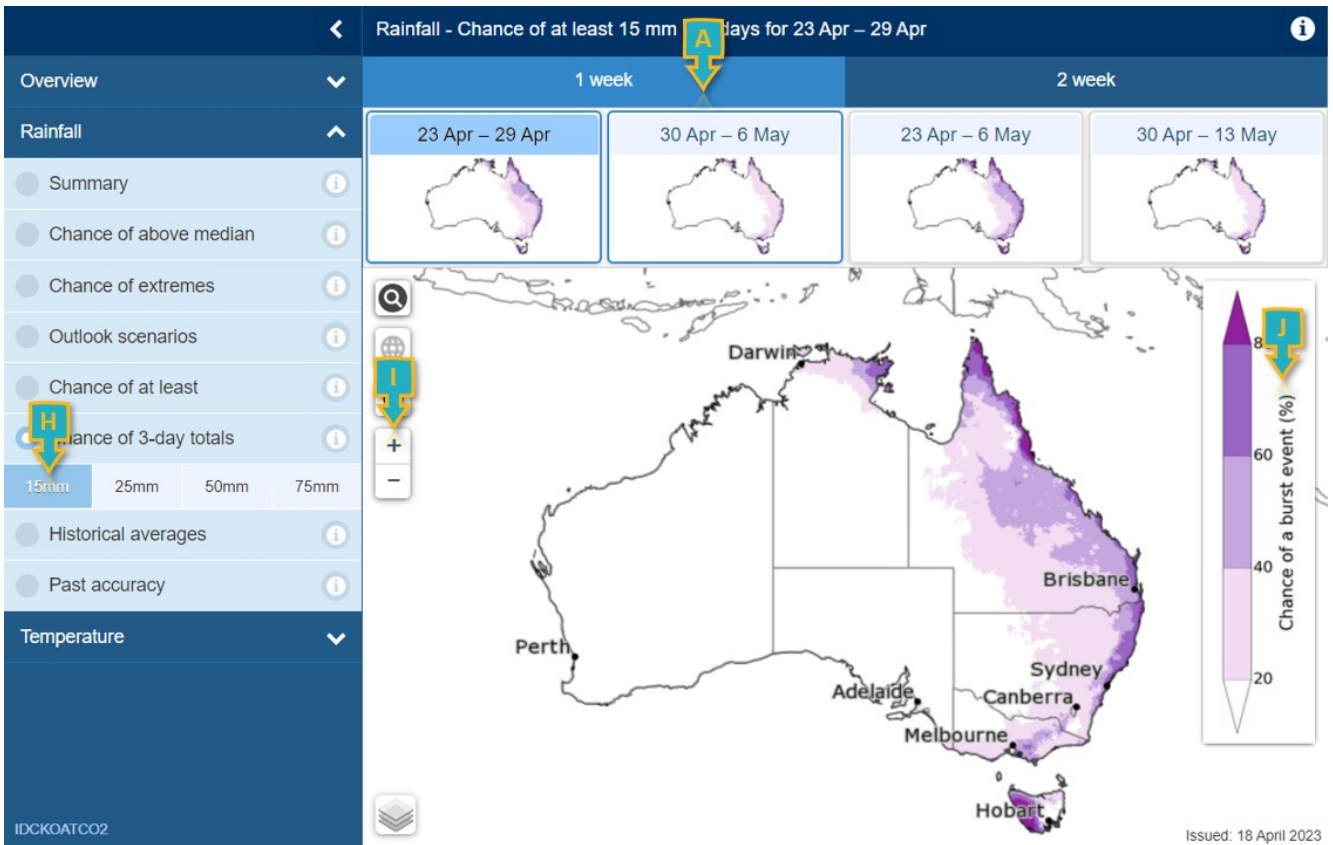 Rainfall - Chance of at least 15 mm days for 23 Apr – 29 Apr
A
Overview
1 week
2 week
Rainfall
23 Apr – 29 Apr
30 Apr – 6 May
23 Apr – 6 May
30 Apr – 13 May
Summary
Chance of above median
Chance of extremes
Outlook scenarios
Chance of at least
H
Chance of 3-day totals
15mm
25mm
50mm
75mm
Historical averages
Past accuracy
Temperature
IDCKOATCO2
I
+
−
Darwin
Brisbane
Perth
Sydney
Adelaide
Canberra
Melbourne
Hobart
J
60
40
20
Chance of a burst event (%)
Issued: 18 April 2023